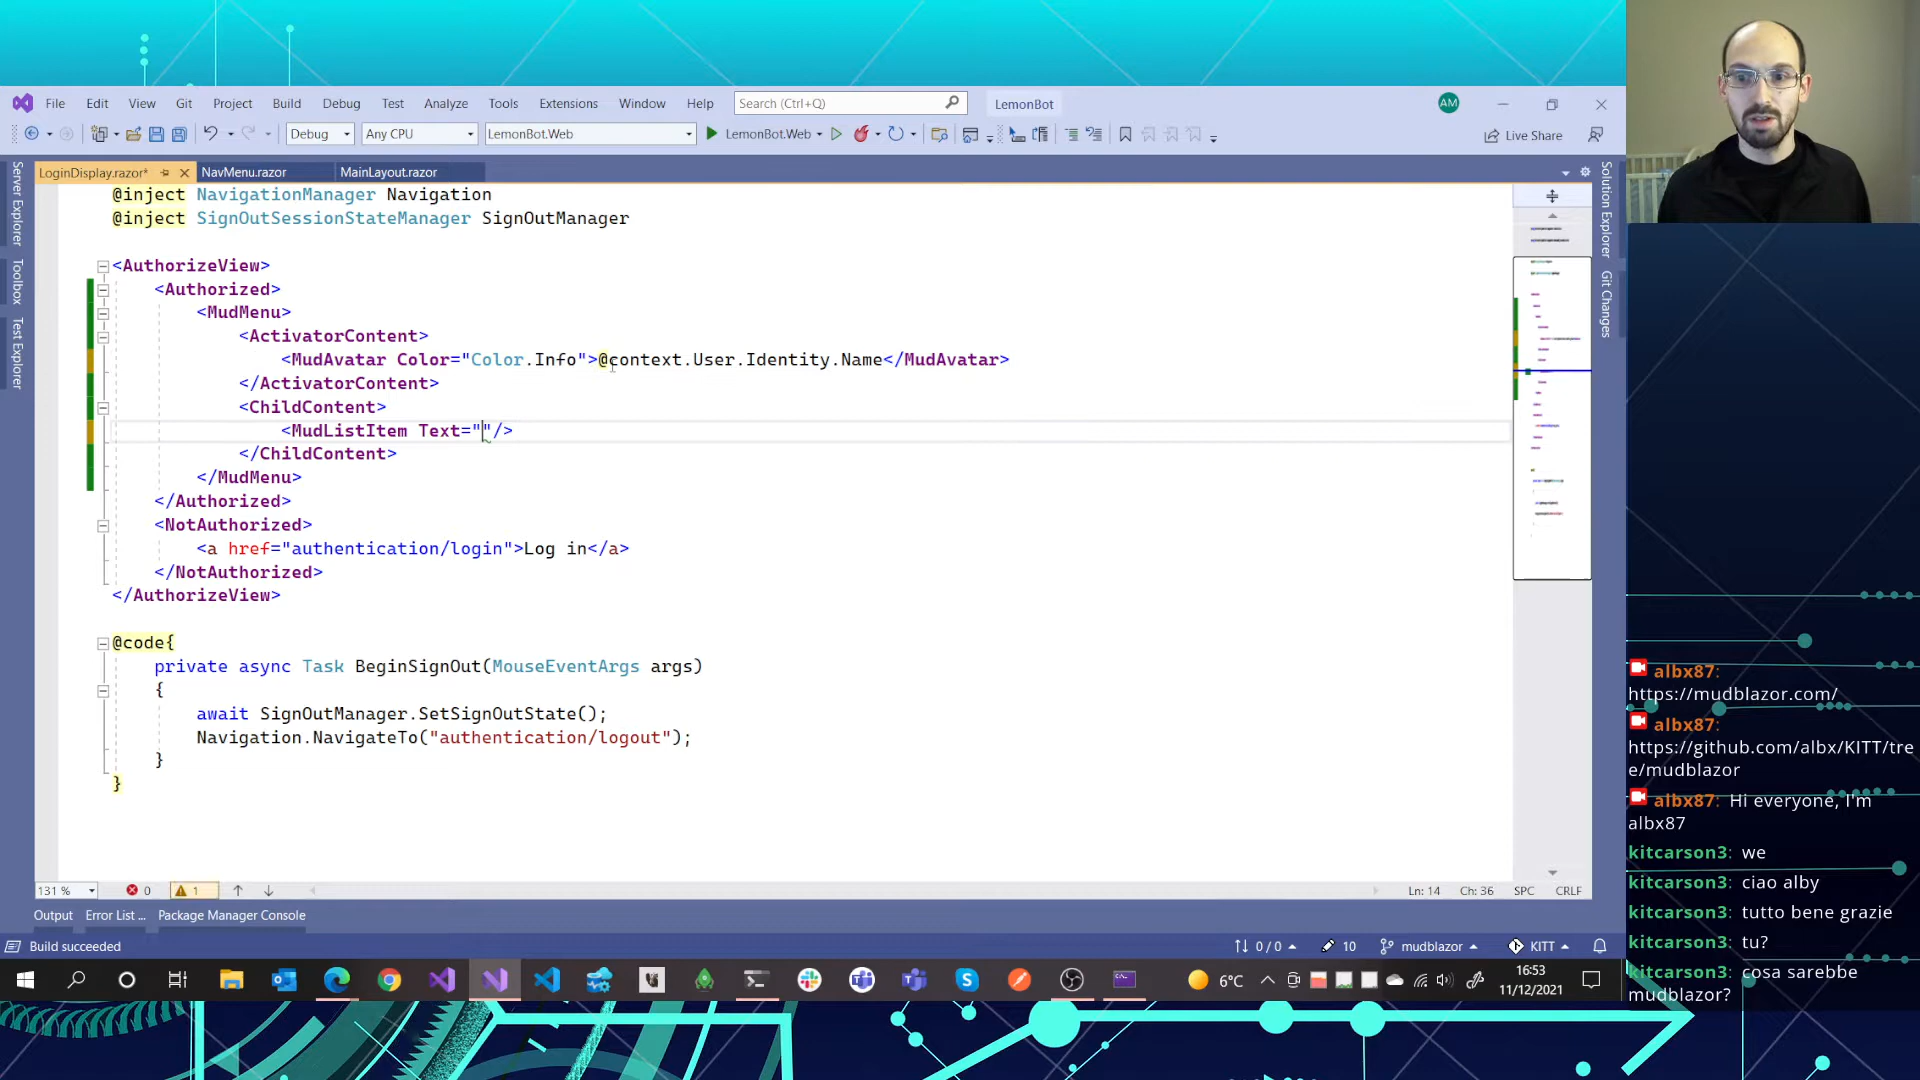 File Edit View Git Project Build Debug Test Analyze Tools Extensions Window Help Search (Ctrl+Q) LemonBot AM
Debug Any CPU LemonBot.Web LemonBot.Web Live Share
LoginDisplay.razor* NavMenu.razor MainLayout.razor
Server Explorer
Toolbox
Test Explorer
@inject NavigationManager Navigation
@inject SignOutSessionStateManager SignOutManager
<AuthorizeView>
<Authorized>
<MudMenu>
<ActivatorContent>
<MudAvatar Color="Color.Info">@context.User.Identity.Name</MudAvatar>
</ActivatorContent>
<ChildContent>
<MudListItem Text=""/>
</ChildContent>
</MudMenu>
</Authorized>
<NotAuthorized>
<a href="authentication/login">Log in</a>
</NotAuthorized>
</AuthorizeView>
@code{
private async Task BeginSignOut(MouseEventArgs args)
{
await SignOutManager.SetSignOutState();
Navigation.NavigateTo("authentication/logout");
}
}
Solution Explorer
Git Changes
131 % 0 1 Ln: 14 Ch: 36 SPC CRLF
Output Error List ... Package Manager Console
Build succeeded 0 / 0 10 mudblazor KITT
6°C 16:53
11/12/2021
albx87:
https://mudblazor.com/
albx87:
https://github.com/albx/KITT/tre
e/mudblazor
albx87: Hi everyone, I'm
albx87
kitcarson3: we
kitcarson3: ciao alby
kitcarson3: tutto bene grazie
kitcarson3: tu?
kitcarson3: cosa sarebbe
mudblazor?